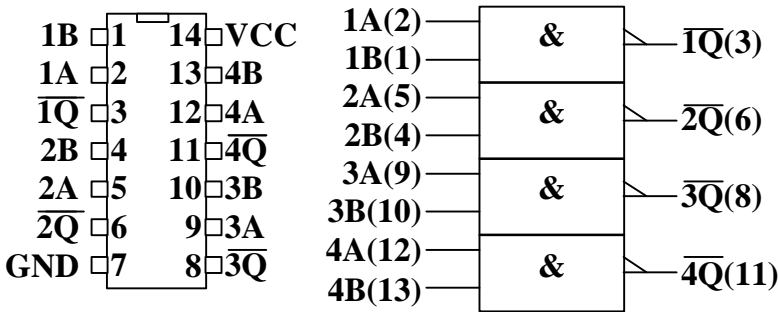 1B 1 14 VCC
1A 2 13 4B
1Q̅ 3 12 4A
2B 4 11 4Q̅
2A 5 10 3B
2Q̅ 6 9 3A
GND 7 8 3Q̅
1A(2)
1B(1)
&
1Q̅(3)
2A(5)
2B(4)
&
2Q̅(6)
3A(9)
3B(10)
&
3Q̅(8)
4A(12)
4B(13)
&
4Q̅(11)